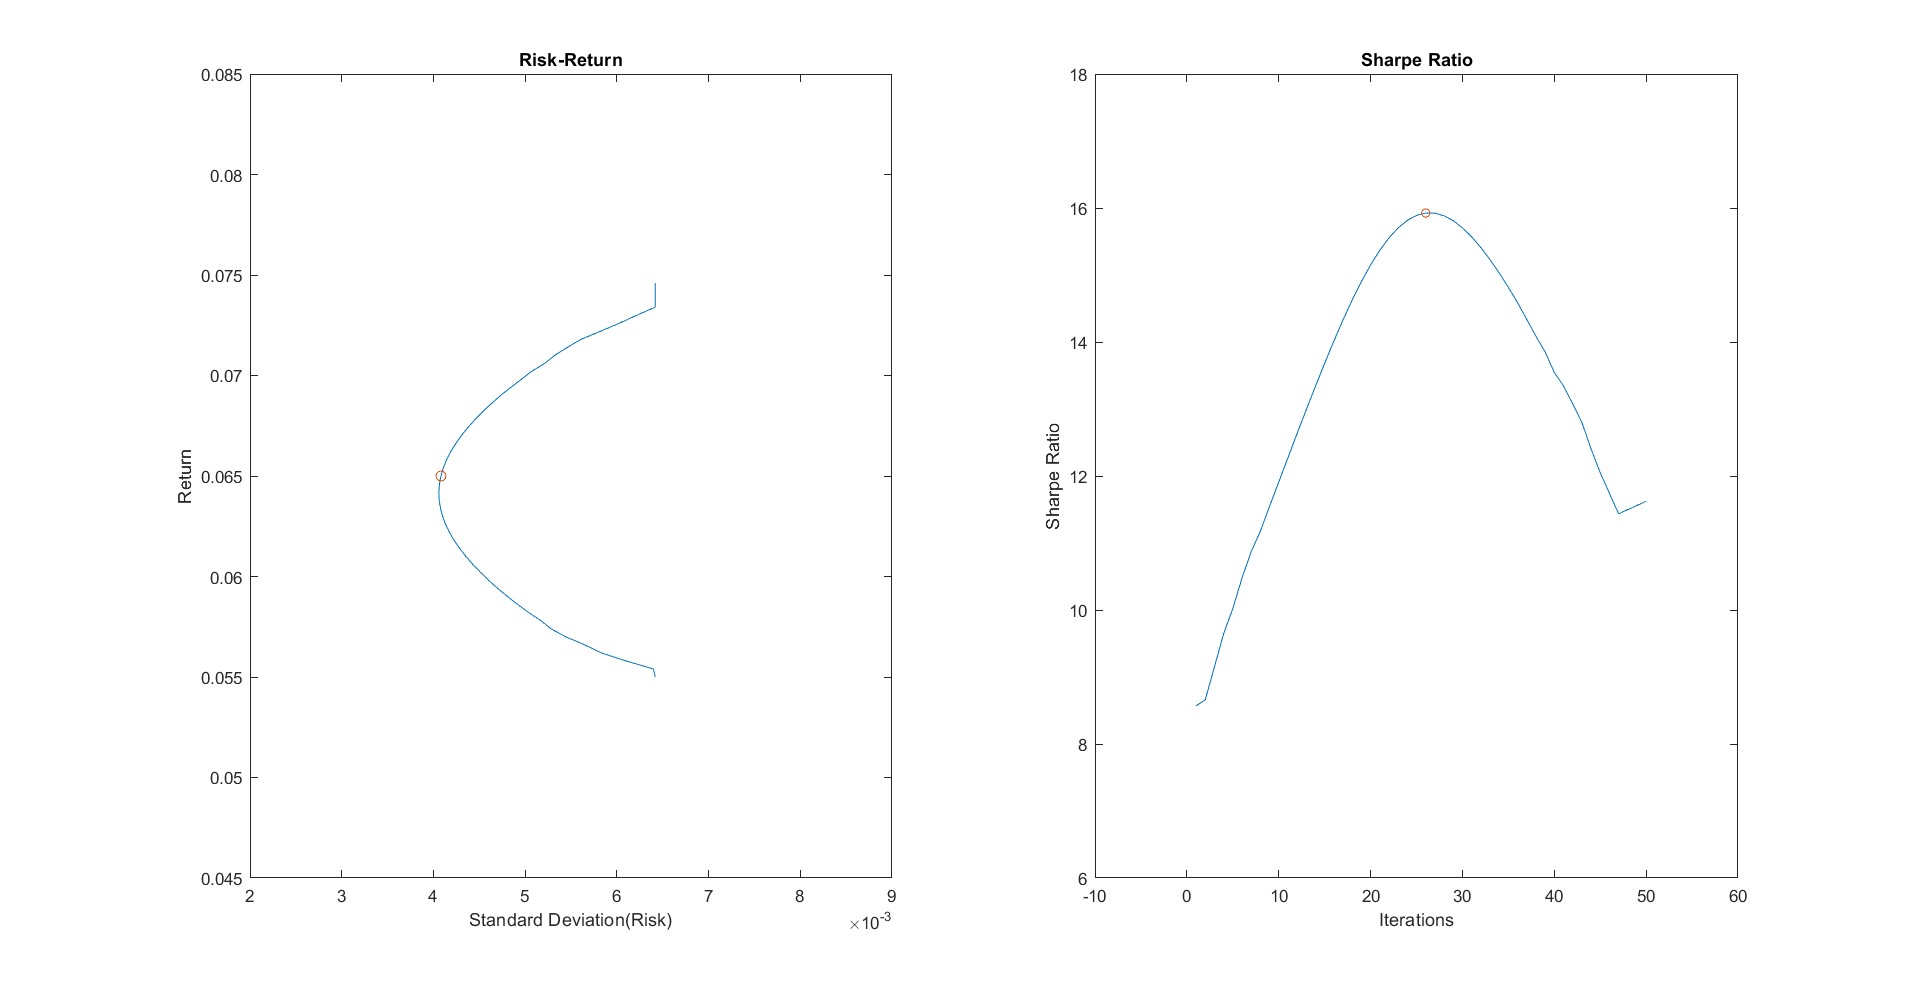 Risk-Return
0.085
0.08
0.075
0.07
0.065
0.06
0.055
0.05
0.045
Return
2 3 4 5 6 7 8 9
Standard Deviation(Risk)
×10-3
Sharpe Ratio
18
16
14
12
10
8
6
Sharpe Ratio
-10 0 10 20 30 40 50 60
Iterations